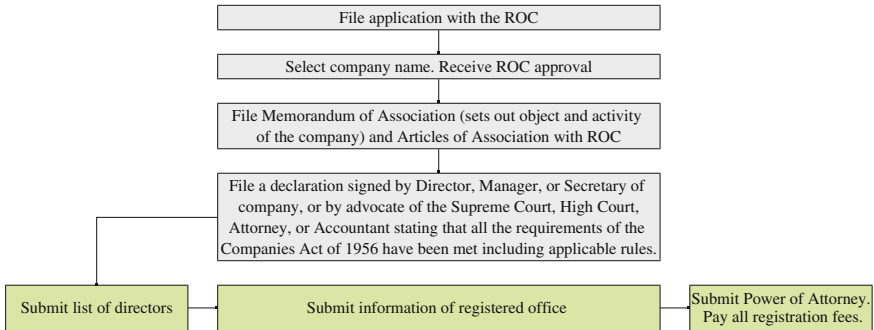 File application with the ROC
Select company name. Receive ROC approval
File Memorandum of Association (sets out object and activity
of the company) and Articles of Association with ROC
File a declaration signed by Director, Manager, or Secretary of
company, or by advocate of the Supreme Court, High Court,
Attorney, or Accountant stating that all the requirements of the
Companies Act of 1956 have been met including applicable rules.
Submit list of directors
Submit information of registered office
Submit Power of Attorney.
Pay all registration fees.